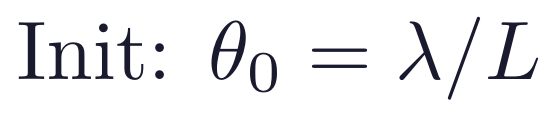 Init: θ₀ = λ/L